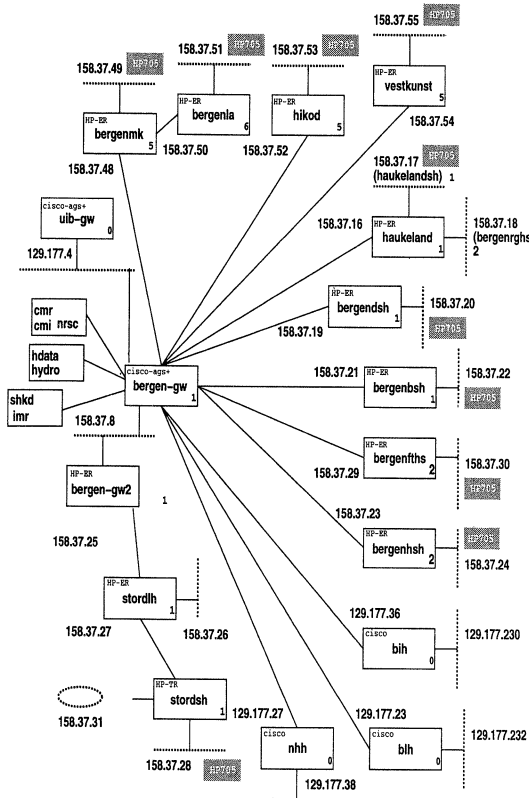 158.37.55 HP705
158.37.51 HP705
158.37.53 HP705
158.37.49 HP705
HP-ER
vestkunst
5
HP-ER
bergenla
6
HP-ER
hikod
5
HP-ER
bergenmk
5
158.37.54
158.37.50
158.37.52
158.37.17 HP705
(haukelandsh) 1
158.37.48
cisco-ags+
uib-gw
0
158.37.16
HP-ER
haukeland
1
158.37.18
(bergenrghs
2
129.177.4
HP-ER
bergendsh
1
158.37.20
HP705
cmr
cmi nrsc
158.37.19
hdata
hydro
cisco-ags+
bergen-gw
1
158.37.21
HP-ER
bergenbsh
1
158.37.22
HP705
shkd
imr
158.37.8
HP-ER
bergenfths
2
158.37.30
HP705
158.37.29
HP-ER
bergen-gw2
1
158.37.23
HP-ER
bergenhsh
2
HP705
158.37.24
158.37.25
HP-ER
stordlh
1
129.177.36
cisco
bih
0
129.177.230
158.37.27
158.37.26
HP-TR
stordsh
1
158.37.31
129.177.27
129.177.23
cisco
nhh
0
cisco
blh
0
129.177.232
158.37.28 HP705
129.177.38